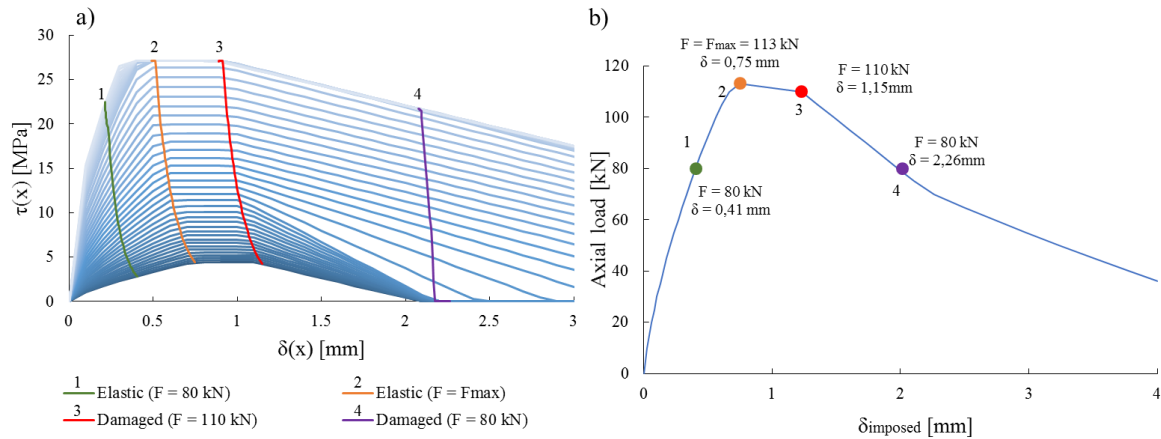 a)
30
25
20
15
10
5
0
τ(x) [MPa]
1
2
3
4
0
0.5
1
1.5
2
2.5
3
δ(x) [mm]
1
Elastic (F = 80 kN)
2
Elastic (F = Fmax)
3
Damaged (F = 110 kN)
4
Damaged (F = 80 kN)
b)
120
100
80
60
40
20
0
Axial load [kN]
F = Fmax = 113 kN
δ = 0,75 mm
2
F = 110 kN
δ = 1,15mm
3
1
F = 80 kN
δ = 0,41 mm
F = 80 kN
δ = 2,26mm
4
0
1
2
3
4
δimposed [mm]